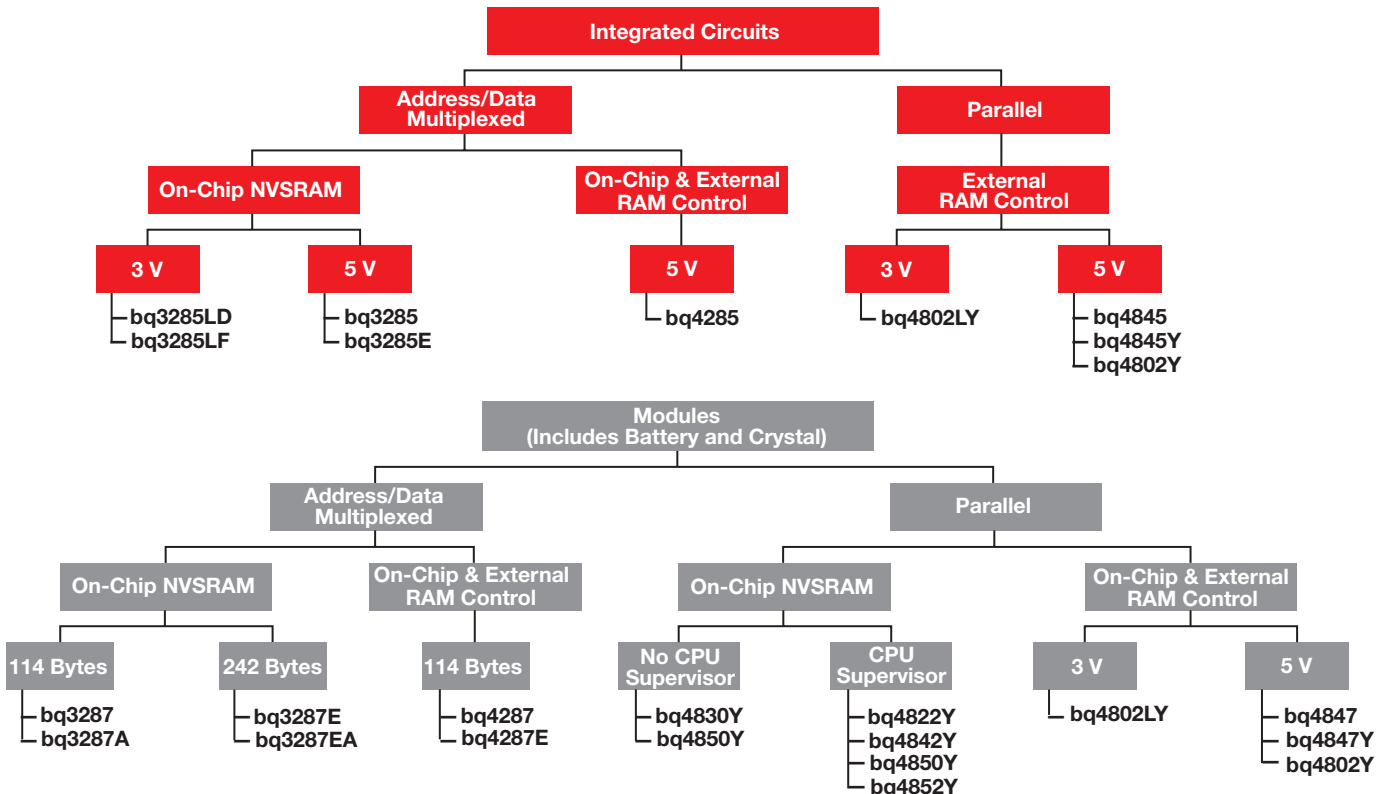 Integrated Circuits
Address/Data
Multiplexed
Parallel
On-Chip NVSRAM
On-Chip & External
RAM Control
External
RAM Control
3 V
5 V
5 V
3 V
5 V
bq3285LD
bq3285LF
bq3285
bq3285E
bq4285
bq4802LY
bq4845
bq4845Y
bq4802Y
Modules
(Includes Battery and Crystal)
Address/Data
Multiplexed
Parallel
On-Chip NVSRAM
On-Chip & External
RAM Control
On-Chip NVSRAM
On-Chip & External
RAM Control
114 Bytes
242 Bytes
114 Bytes
No CPU
Supervisor
CPU
Supervisor
3 V
5 V
bq3287
bq3287A
bq3287E
bq3287EA
bq4287
bq4287E
bq4830Y
bq4850Y
bq4822Y
bq4842Y
bq4850Y
bq4852Y
bq4802LY
bq4847
bq4847Y
bq4802Y